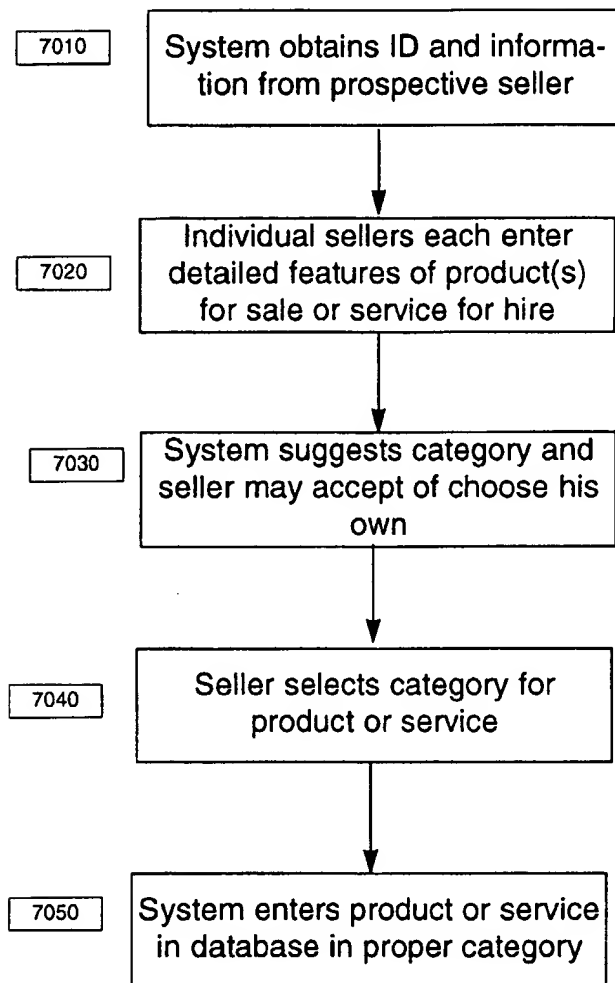 7010
System obtains ID and informa-
tion from prospective seller
7020
Individual sellers each enter
detailed features of product(s)
for sale or service for hire
7030
System suggests category and
seller may accept of choose his
own
7040
Seller selects category for
product or service
7050
System enters product or service
in database in proper category